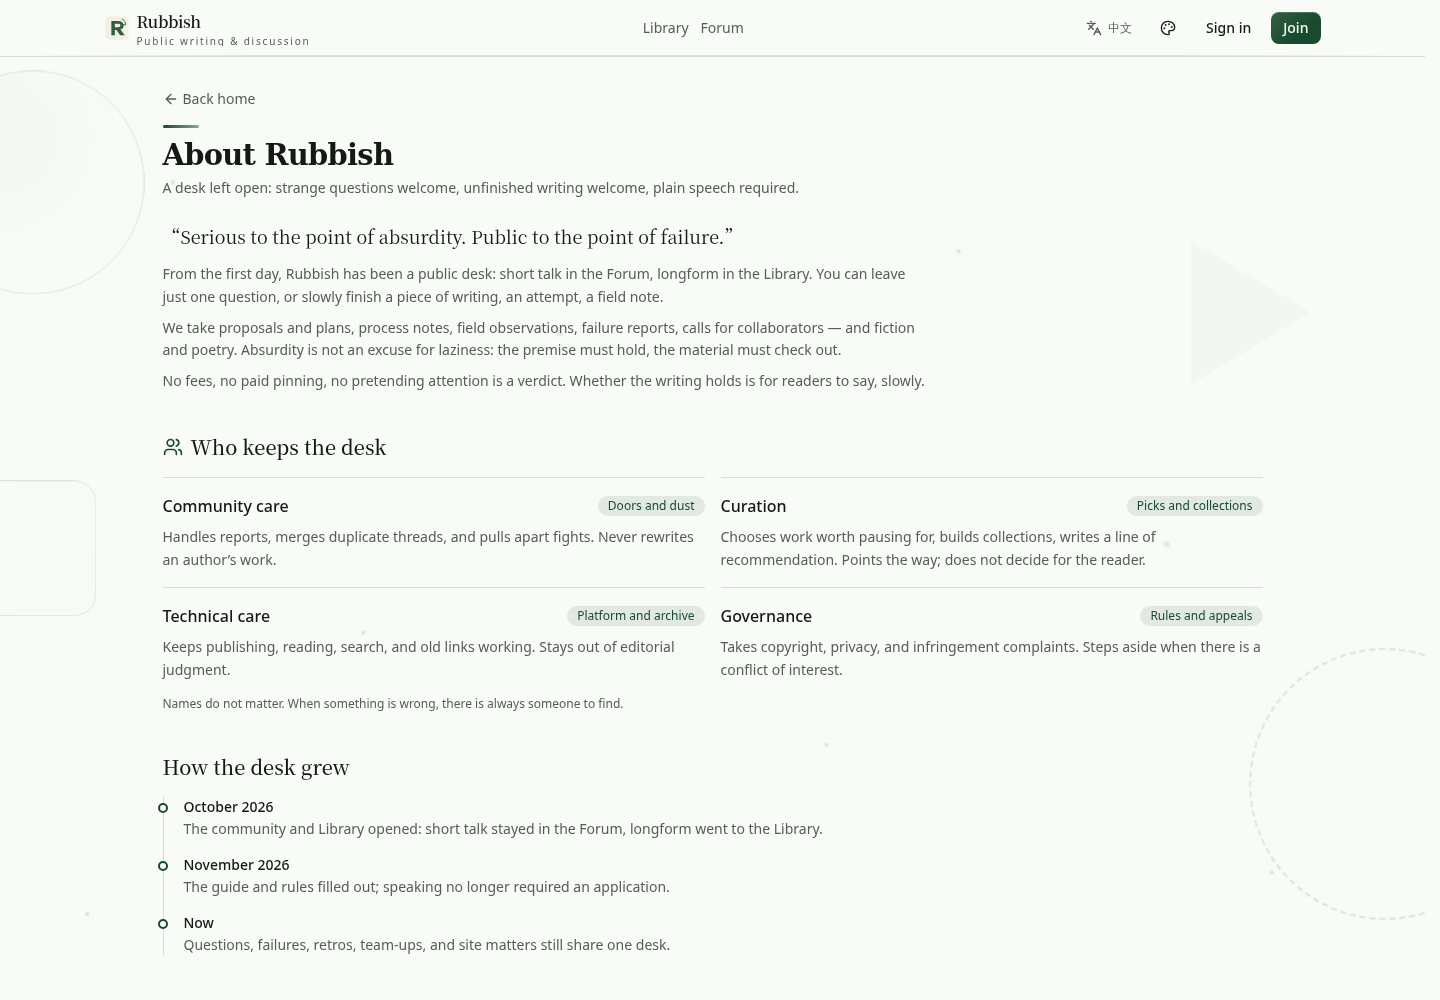 Rubbish
Public writing & discussion
Library Forum
中文
Sign in
Join
Back home
About Rubbish
A desk left open: strange questions welcome, unfinished writing welcome, plain speech required.
“Serious to the point of absurdity. Public to the point of failure.”
From the first day, Rubbish has been a public desk: short talk in the Forum, longform in the Library. You can leave
just one question, or slowly finish a piece of writing, an attempt, a field note.
We take proposals and plans, process notes, field observations, failure reports, calls for collaborators — and fiction
and poetry. Absurdity is not an excuse for laziness: the premise must hold, the material must check out.
No fees, no paid pinning, no pretending attention is a verdict. Whether the writing holds is for readers to say, slowly.
Who keeps the desk
Community care
Doors and dust
Handles reports, merges duplicate threads, and pulls apart fights. Never rewrites
an author’s work.
Curation
Picks and collections
Chooses work worth pausing for, builds collections, writes a line of
recommendation. Points the way; does not decide for the reader.
Technical care
Platform and archive
Keeps publishing, reading, search, and old links working. Stays out of editorial
judgment.
Governance
Rules and appeals
Takes copyright, privacy, and infringement complaints. Steps aside when there is a
conflict of interest.
Names do not matter. When something is wrong, there is always someone to find.
How the desk grew
October 2026
The community and Library opened: short talk stayed in the Forum, longform went to the Library.
November 2026
The guide and rules filled out; speaking no longer required an application.
Now
Questions, failures, retros, team-ups, and site matters still share one desk.